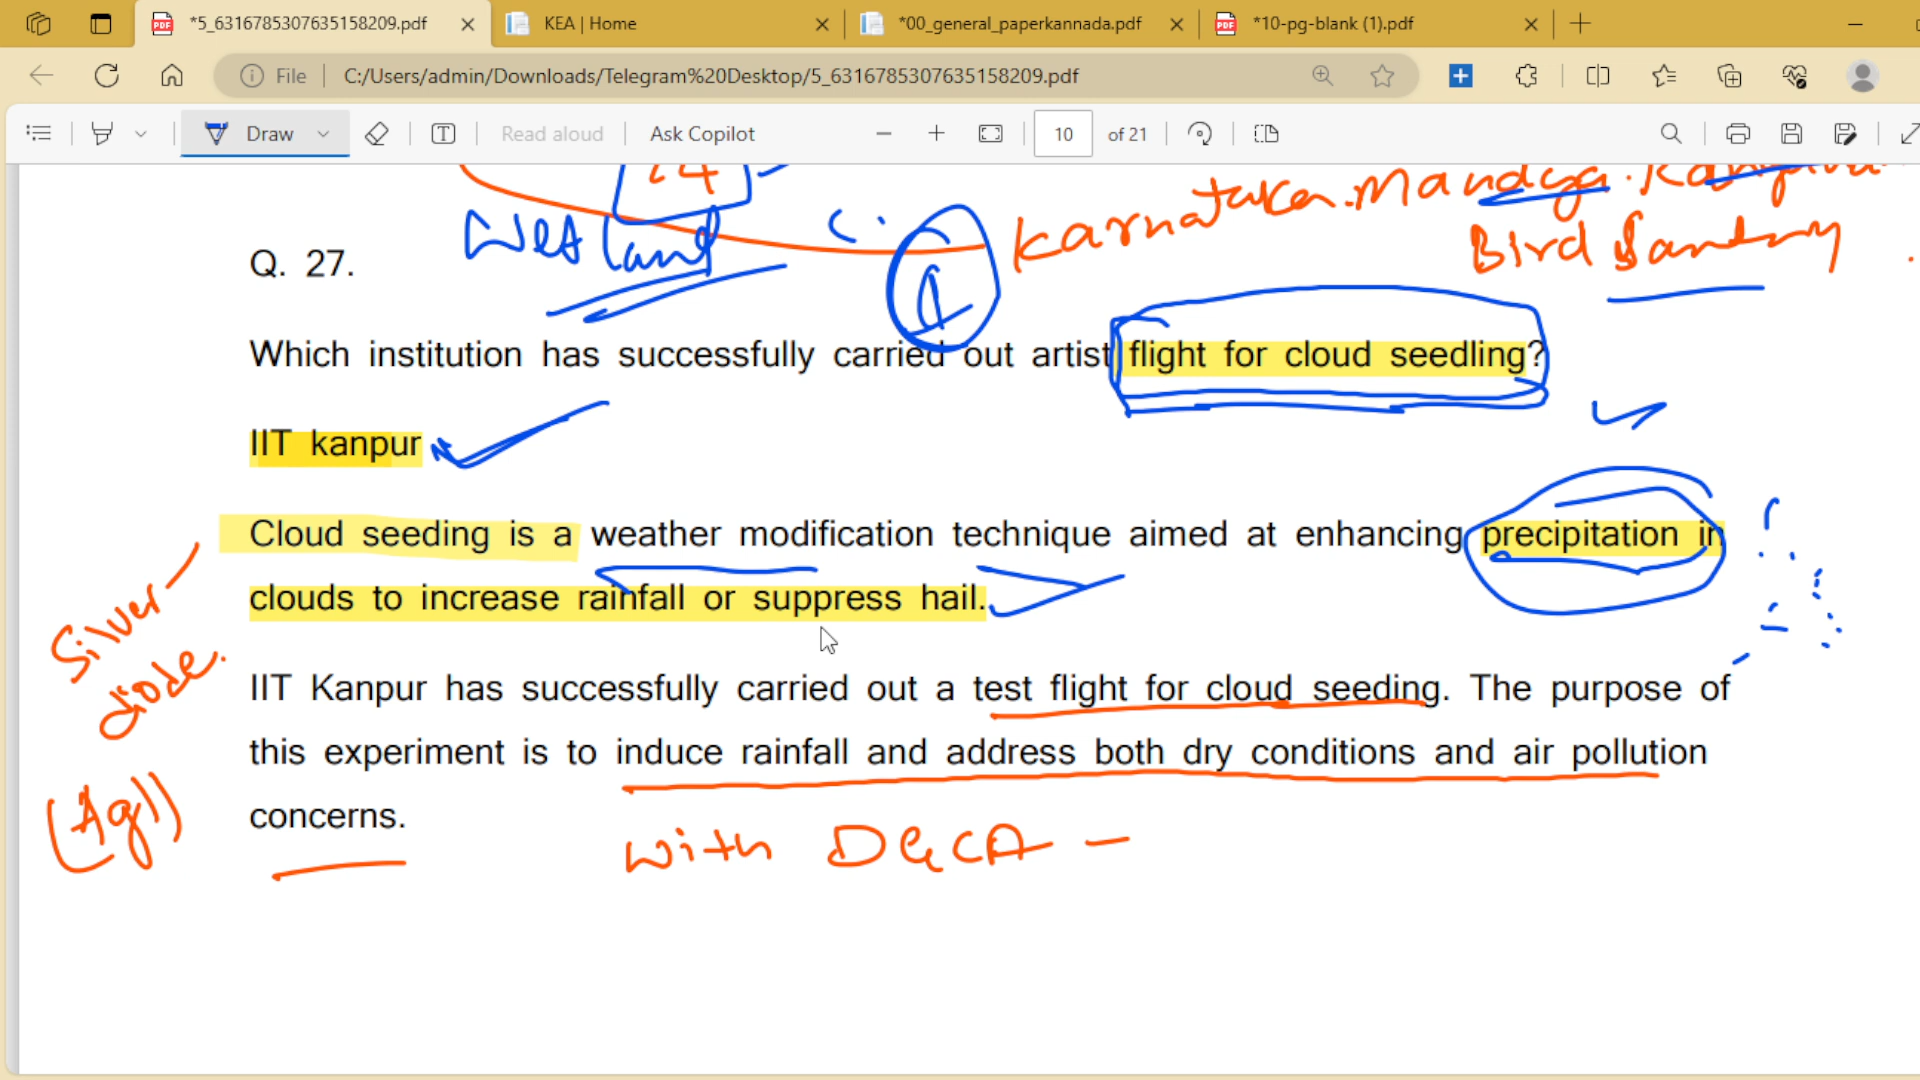 *5_6316785307635158209.pdf
KEA | Home
*00_general_paperkannada.pdf
*10-pg-blank (1).pdf
File
C:/Users/admin/Downloads/Telegram%20Desktop/5_6316785307635158209.pdf
Draw
Read aloud
Ask Copilot
10
of 21
24
Karnataka.Mandya.
Wet land
1
Bird Santury
Q. 27.
Which institution has successfully carried out artist flight for cloud seedling?
IIT kanpur
Cloud seeding is a weather modification technique aimed at enhancing precipitation in
clouds to increase rainfall or suppress hail.
Silver
diode.
(AgI)
IIT Kanpur has successfully carried out a test flight for cloud seeding. The purpose of
this experiment is to induce rainfall and address both dry conditions and air pollution
concerns.
with DGCA -